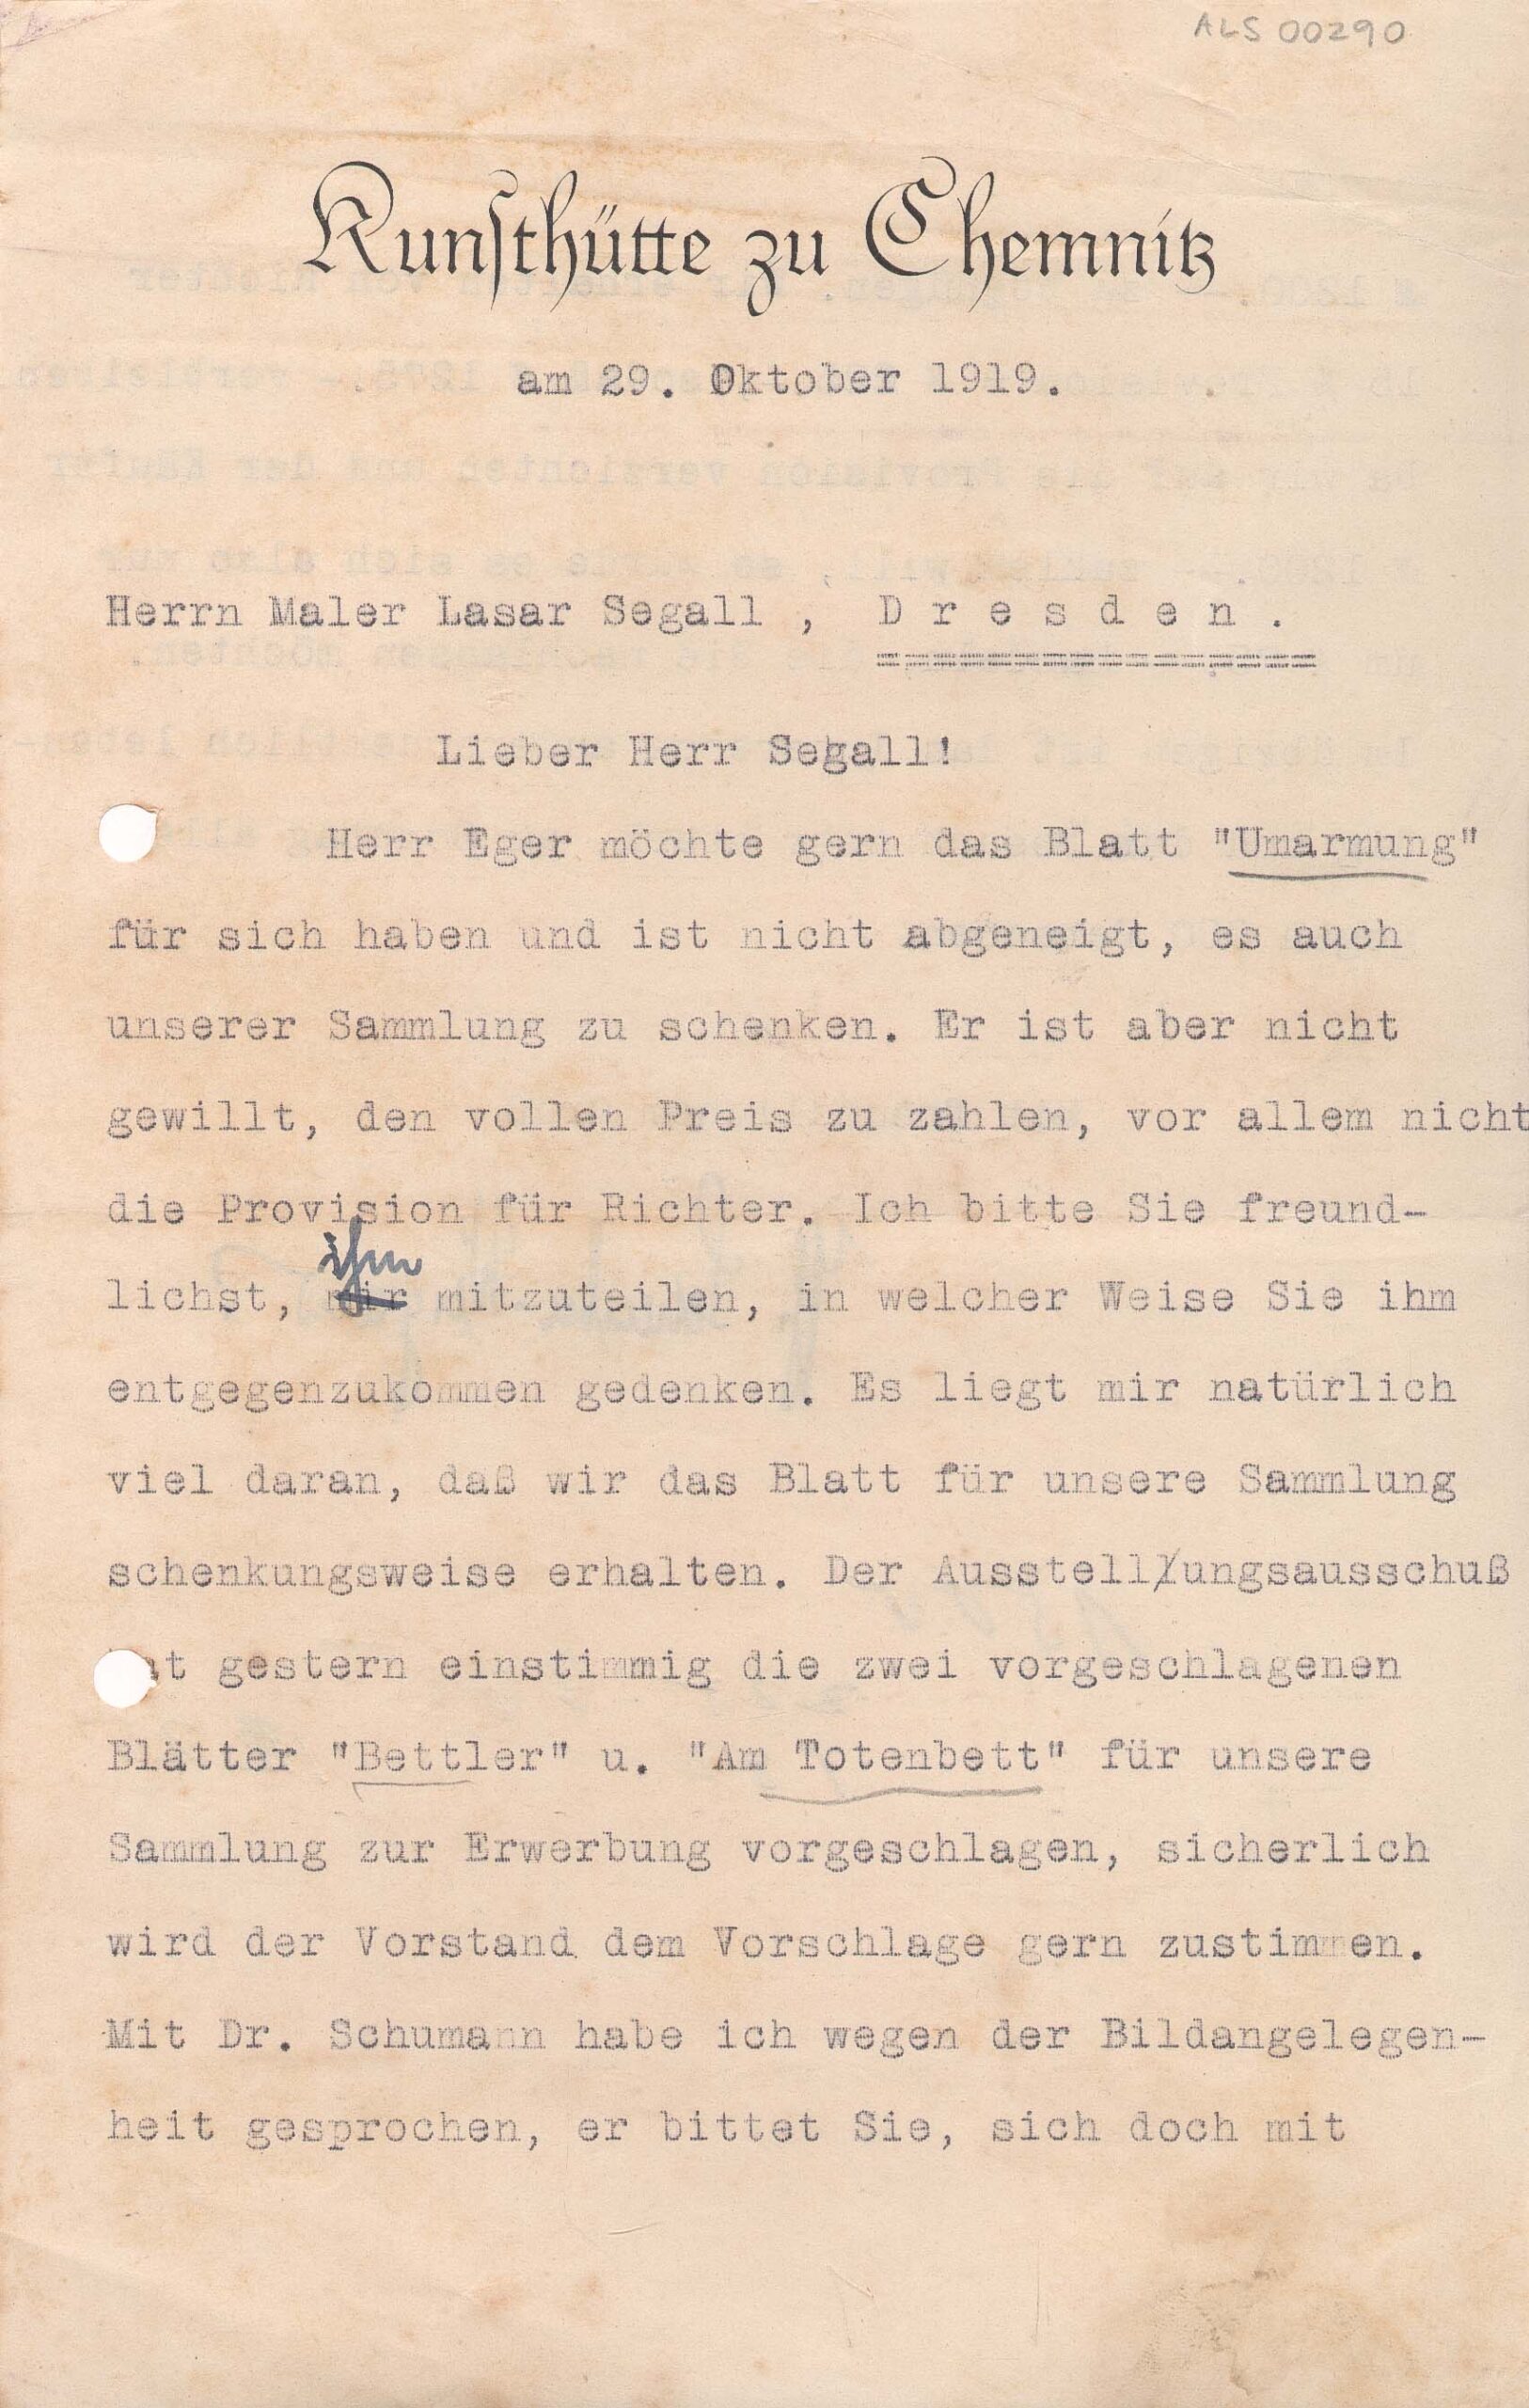 ALS 00290
Kunsthütte zu Chemnitz
am 29. Oktober 1919.
Herrn Maler Lasar Segall , D r e s d e n .
Lieber Herr Segall!
Herr Eger möchte gern das Blatt "Umarmung"
für sich haben und ist nicht abgeneigt, es auch
unserer Sammlung zu schenken. Er ist aber nicht
gewillt, den vollen Preis zu zahlen, vor allem nicht
die Provision für Richter. Ich bitte Sie freund-
ihm
lichst, mir mitzuteilen, in welcher Weise Sie ihm
entgegenzukommen gedenken. Es liegt mir natürlich
viel daran, daß wir das Blatt für unsere Sammlung
schenkungsweise erhalten. Der Ausstell/ungsausschuß
hat gestern einstimmig die zwei vorgeschlagenen
Blätter "Bettler" u. "Am Totenbett" für unsere
Sammlung zur Erwerbung vorgeschlagen, sicherlich
wird der Vorstand dem Vorschlage gern zustimmen.
Mit Dr. Schumann habe ich wegen der Bildangelegen-
heit gesprochen, er bittet Sie, sich doch mit